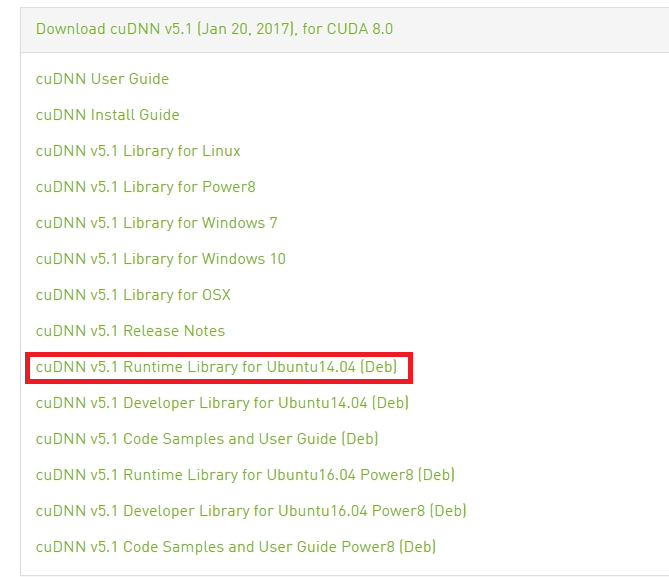 Download cuDNN v5.1 (Jan 20, 2017), for CUDA 8.0
cuDNN User Guide
cuDNN Install Guide
cuDNN v5.1 Library for Linux
cuDNN v5.1 Library for Power8
cuDNN v5.1 Library for Windows 7
cuDNN v5.1 Library for Windows 10
cuDNN v5.1 Library for OSX
cuDNN v5.1 Release Notes
cuDNN v5.1 Runtime Library for Ubuntu14.04 (Deb)
cuDNN v5.1 Developer Library for Ubuntu14.04 (Deb)
cuDNN v5.1 Code Samples and User Guide (Deb)
cuDNN v5.1 Runtime Library for Ubuntu16.04 Power8 (Deb)
cuDNN v5.1 Developer Library for Ubuntu16.04 Power8 (Deb)
cuDNN v5.1 Code Samples and User Guide Power8 (Deb)